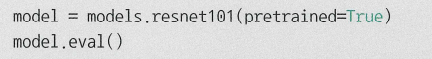 model = models.resnet101(pretrained=True)
model.eval()